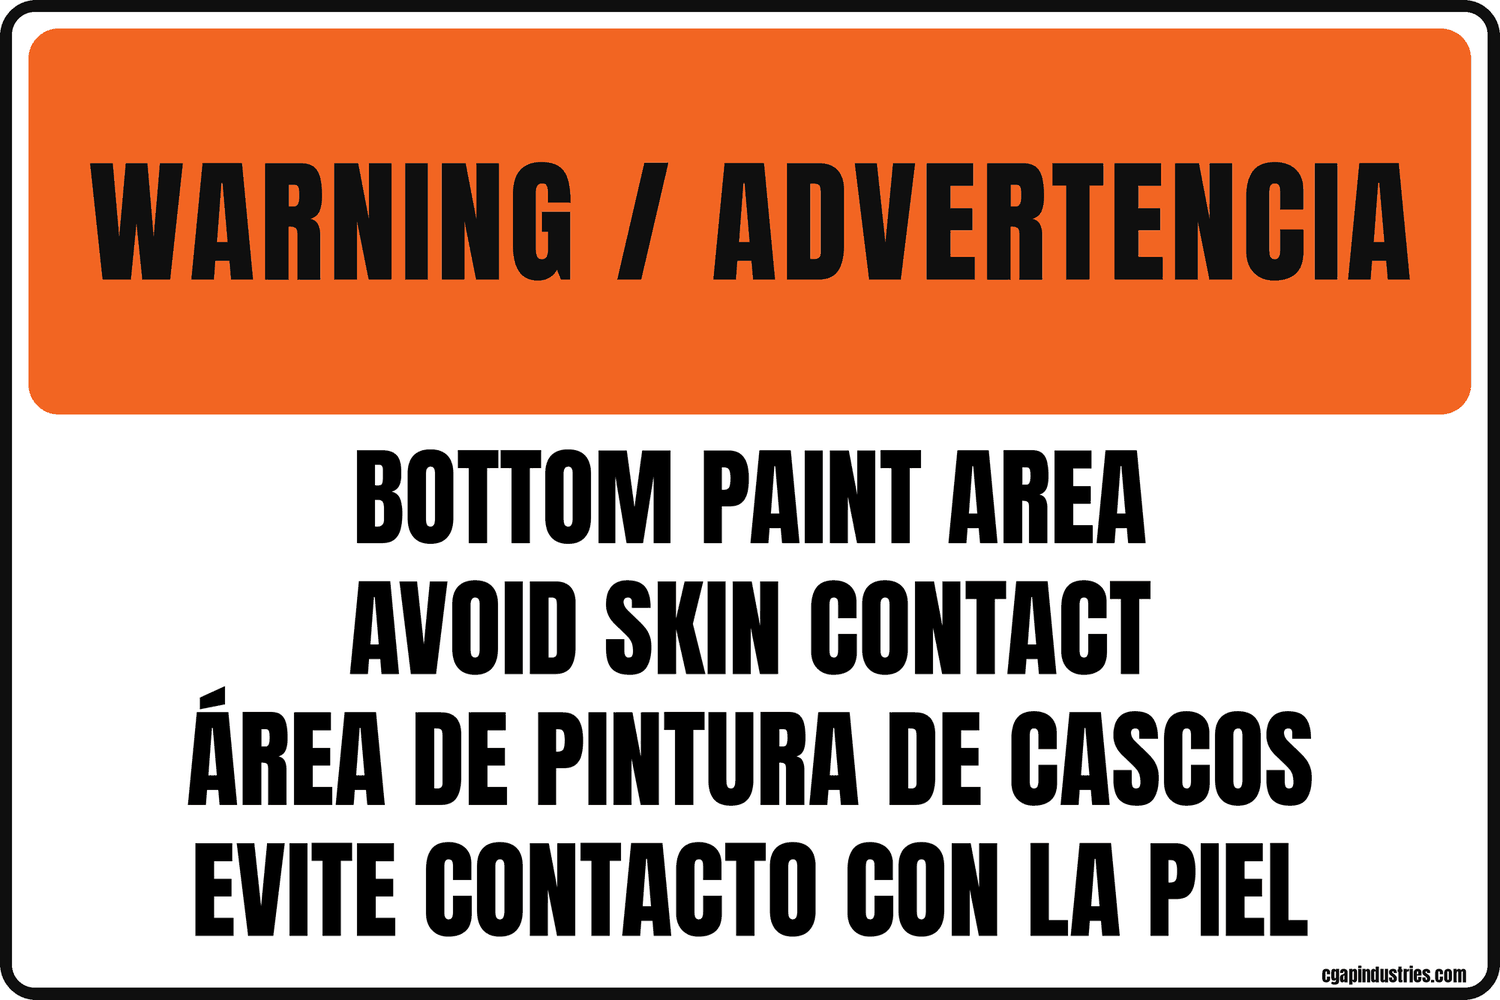 WARNING / ADVERTENCIA
BOTTOM PAINT AREA
AVOID SKIN CONTACT
ÁREA DE PINTURA DE CASCOS
EVITE CONTACTO CON LA PIEL
cgapindustries.com